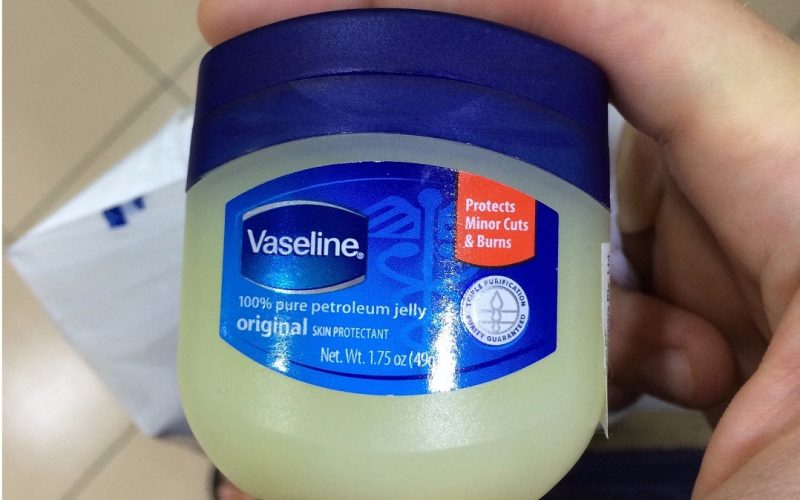 Vaseline®
100% pure petroleum jelly
original SKIN PROTECTANT
Net. Wt. 1.75 oz (49g
Protects
Minor Cuts
& Burns
TRIPLE PURIFICATION
PURITY GUARANTEED